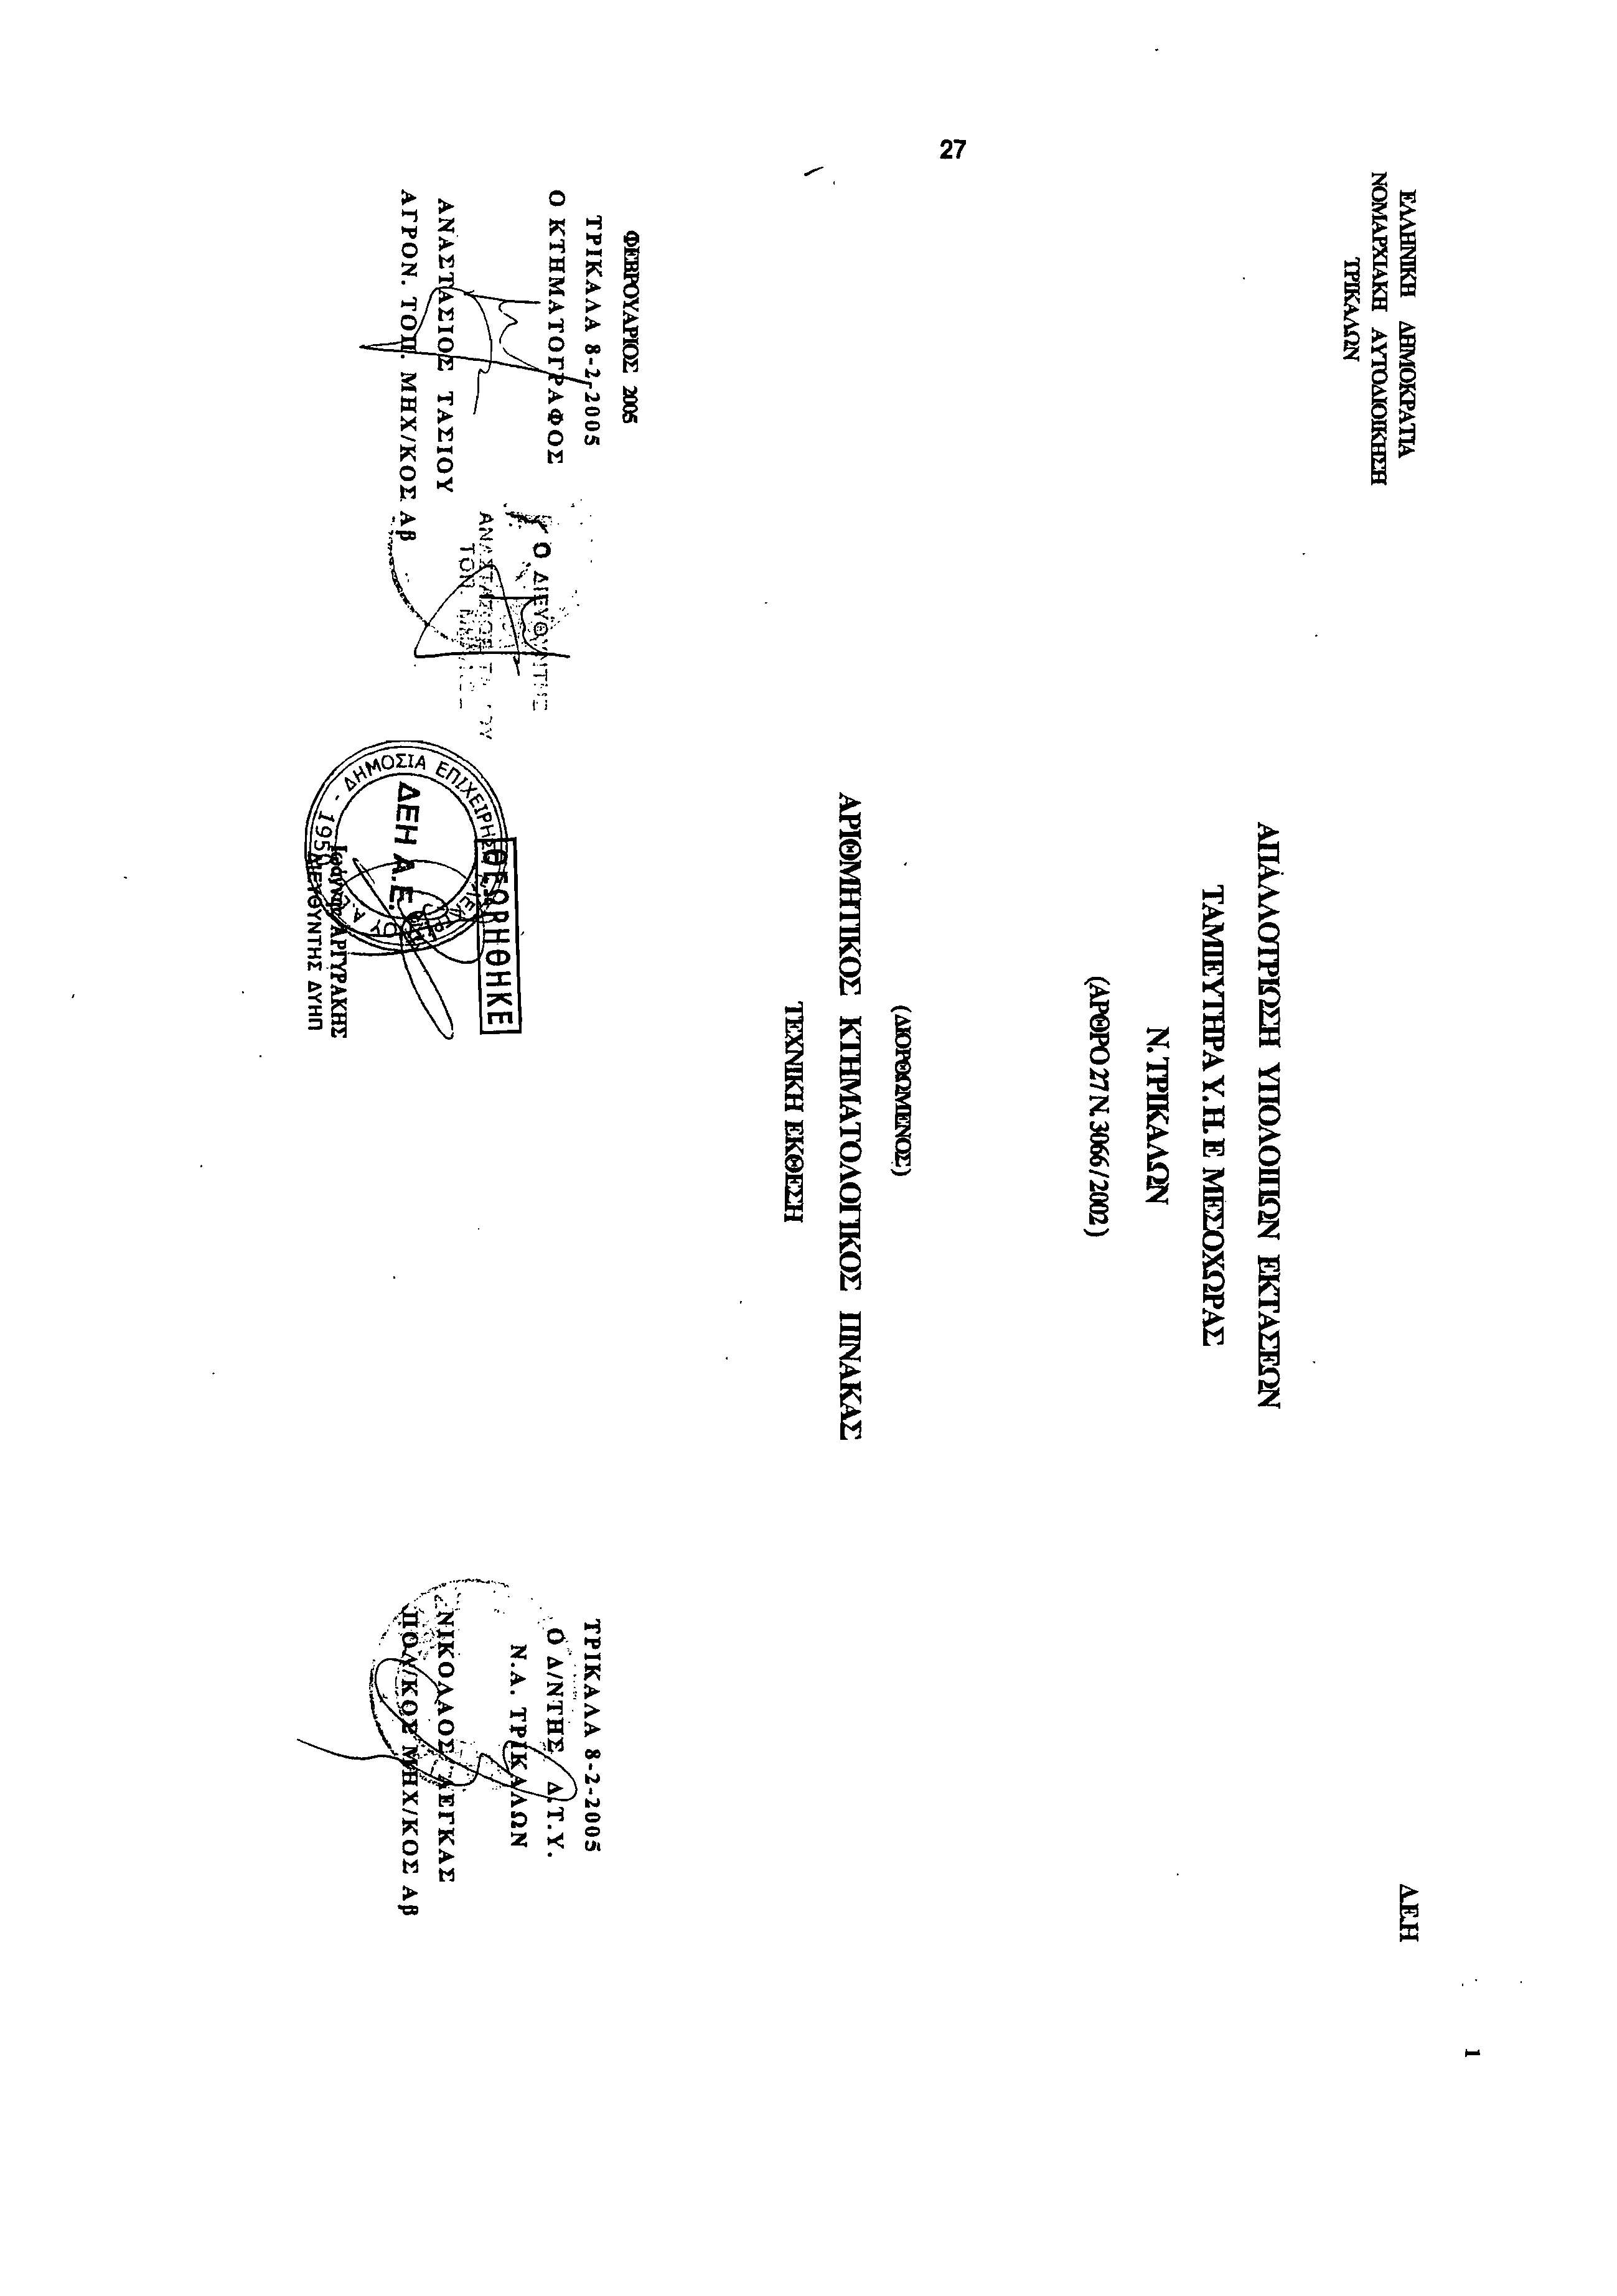 1
ΕΛΛΗΝΙΚΗ ΔΗΜΟΚΡΑΤΙΑ
ΝΟΜΑΡΧΙΑΚΗ ΑΥΤΟΔΙΟΙΚΗΣΗ
ΤΡΙΚΑΛΩΝ
Δ.Ε.Η
ΑΠΑΛΛΟΤΡΙΩΣΗ ΥΠΟΛΟΙΠΩΝ ΕΚΤΑΣΕΩΝ
ΤΑΜΙΕΥΤΗΡΑ Υ.Η.Ε ΜΕΣΟΧΩΡΑΣ
Ν. ΤΡΙΚΑΛΩΝ
(ΑΡΘΡΟ 27 Ν. 3066/2002)
27
(ΔΙΟΡΘΩΜΕΝΟΣ)
ΑΡΙΘΜΗΤΙΚΟΣ ΚΤΗΜΑΤΟΛΟΓΙΚΟΣ ΠΙΝΑΚΑΣ
ΤΕΧΝΙΚΗ ΕΚΘΕΣΗ
ΦΕΒΡΟΥΑΡΙΟΣ 2005
ΤΡΙΚΑΛΑ 8-2-2005
Ο ΚΤΗΜΑΤΟΓΡΑΦΟΣ
ΑΝΑΣΤΑΣΙΟΣ ΤΑΣΙΟΥ
ΑΓΡΟΝ. ΤΟΠ. ΜΗΧ/ΚΟΣ Αβ
Ο ΔΙΕΥΘΥΝΤΗΣ
ΘΕΩΡΗΘΗΚΕ
ΔΗΜΟΣΙΑ ΕΠΙΧΕΙΡΗΣΗ
ΔΕΗ Α.Ε.
1950
Ιωάννης ΑΡΓΥΡΑΚΗΣ
ΔΙΕΥΘΥΝΤΗΣ ΔΥΗΠ
ΤΡΙΚΑΛΑ 8-2-2005
Ο Δ/ΝΤΗΣ Δ.Τ.Υ.
Ν.Α. ΤΡΙΚΑΛΩΝ
ΝΙΚΟΛΑΟΣ ΛΕΓΚΑΣ
ΠΟΛ/ΚΟΣ ΜΗΧ/ΚΟΣ Αβ